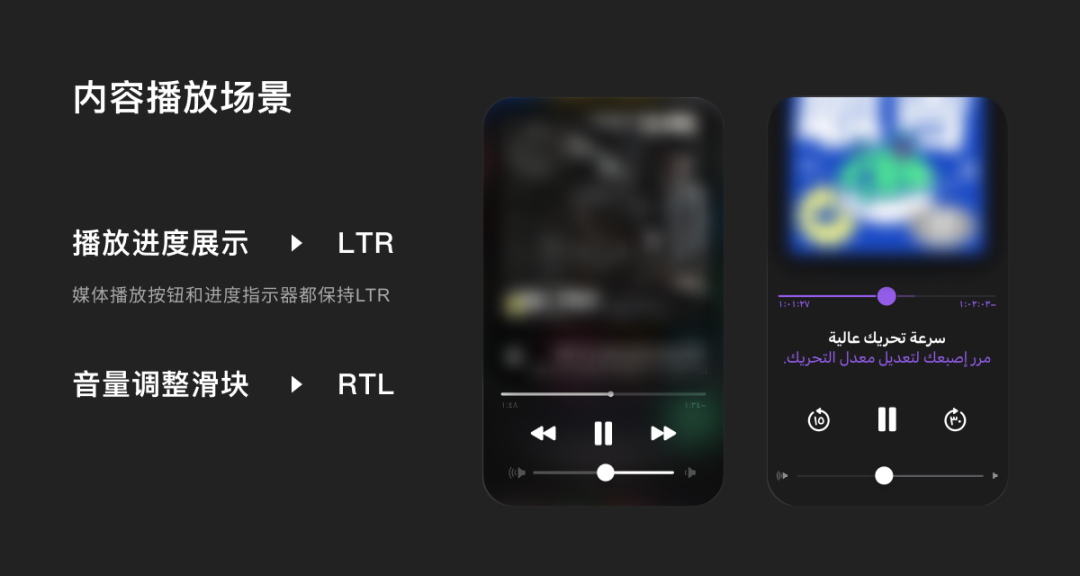 内容播放场景
播放进度展示 LTR
媒体播放按钮和进度指示器都保持LTR
音量调整滑块 RTL
١:٤٨ ١:٣٤−
١:٠١:٢٧ ١:٠٢:٠٣−
سرعة تحريك عالية
مرر إصبعك لتعديل معدل التحريك.
١٥ ٣٠